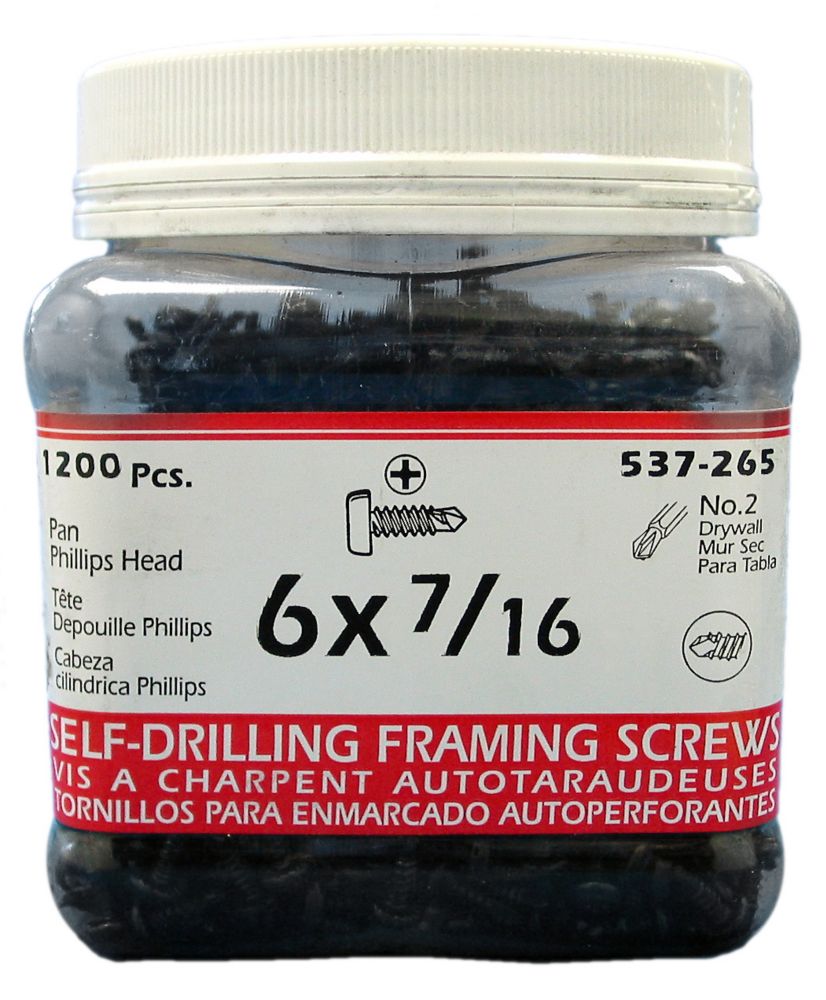 1200 Pcs.
537-265
Pan
Phillips Head
Tête
Depouille Phillips
Cabeza
cilindrica Phillips
No.2
Drywall
Mur Sec
Para Tabla
6x 7/16
SELF-DRILLING FRAMING SCREWS
VIS A CHARPENT AUTOTARAUDEUSES
TORNILLOS PARA ENMARCADO AUTOPERFORANTES